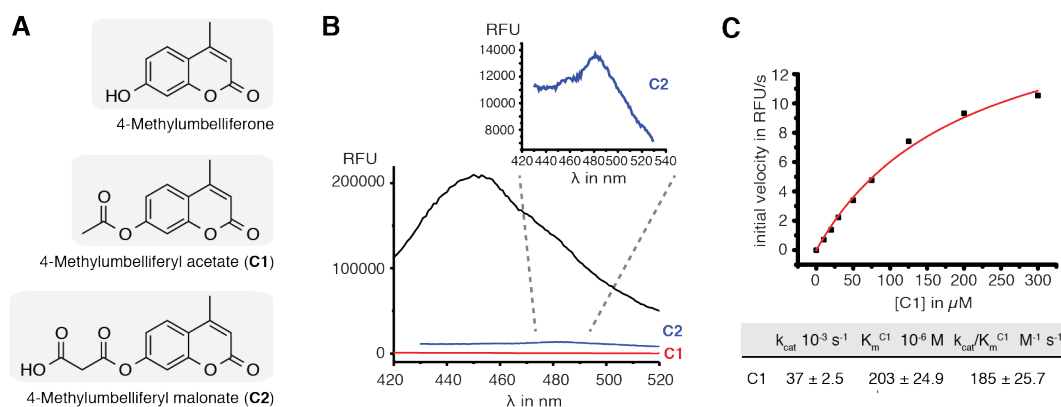 A
HO
O
O
4-Methylumbelliferone
O
O
O
O
4-Methylumbelliferyl acetate (C1)
O
O
HO
O
O
O
4-Methylumbelliferyl malonate (C2)
B
RFU
14000
12000
10000
8000
C2
420 440 460 480 500 520 540
λ in nm
RFU
200000
100000
0
C2
C1
420 440 460 480 500 520
λ in nm
C
initial velocity in RFU/s
12
10
8
6
4
2
0
0 50 100 150 200 250 300
[C1] in µM
kcat 10-3 s-1 KmC1 10-6 M kcat/KmC1 M-1 s-1
C1 37 ± 2.5 203 ± 24.9 185 ± 25.7